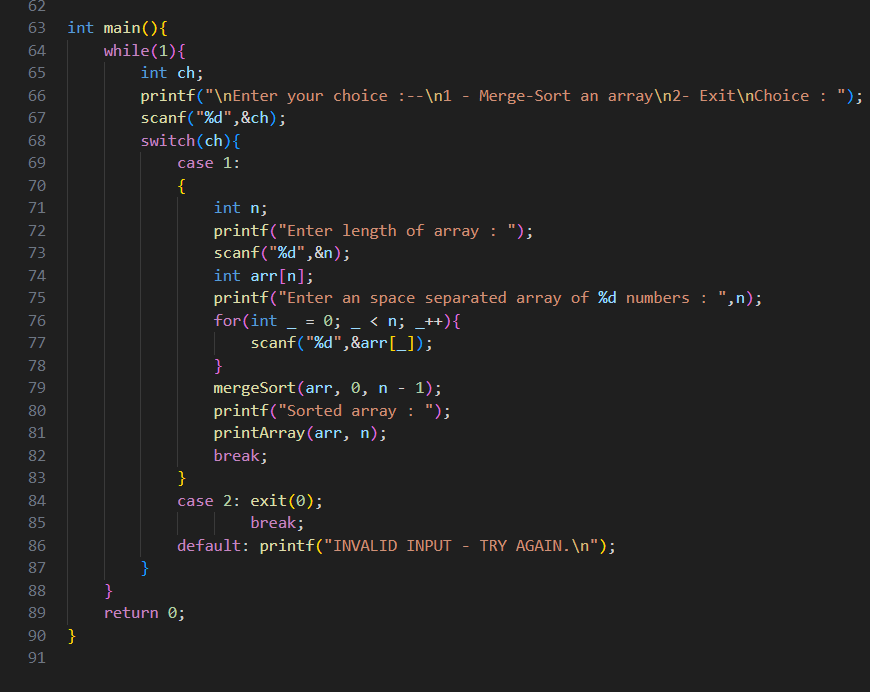 62
63 int main(){
64     while(1){
65         int ch;
66         printf("\nEnter your choice :--\n1 - Merge-Sort an array\n2- Exit\nChoice : ");
67         scanf("%d",&ch);
68         switch(ch){
69             case 1:
70             {
71                 int n;
72                 printf("Enter length of array : ");
73                 scanf("%d",&n);
74                 int arr[n];
75                 printf("Enter an space separated array of %d numbers : ",n);
76                 for(int _ = 0; _ < n; _++){
77                     scanf("%d",&arr[_]);
78                 }
79                 mergeSort(arr, 0, n - 1);
80                 printf("Sorted array : ");
81                 printArray(arr, n);
82                 break;
83             }
84             case 2: exit(0);
85                     break;
86             default: printf("INVALID INPUT - TRY AGAIN.\n");
87         }
88     }
89     return 0;
90 }
91